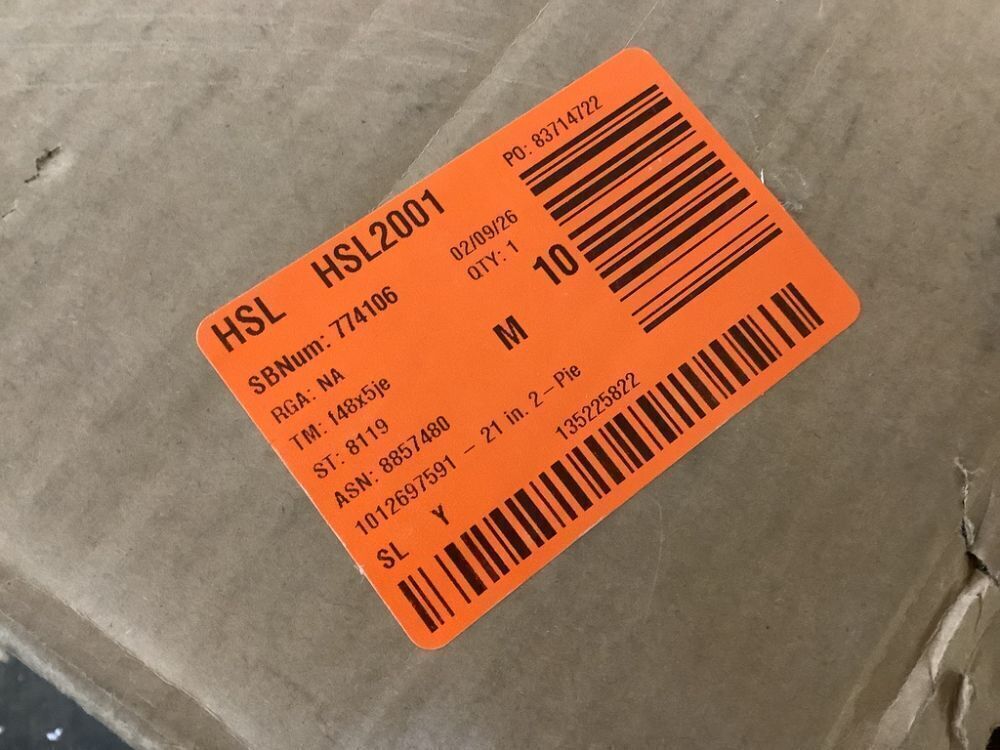 HSL HSL2001
PO: 83714722
SBNum: 774106
02/09/26
RGA: NA
QTY: 1
TM: f48x5je
M
10
ST: 8119
ASN: 8857480
1012697591 – 21 in. 2 – Pie
SL Y
135225822